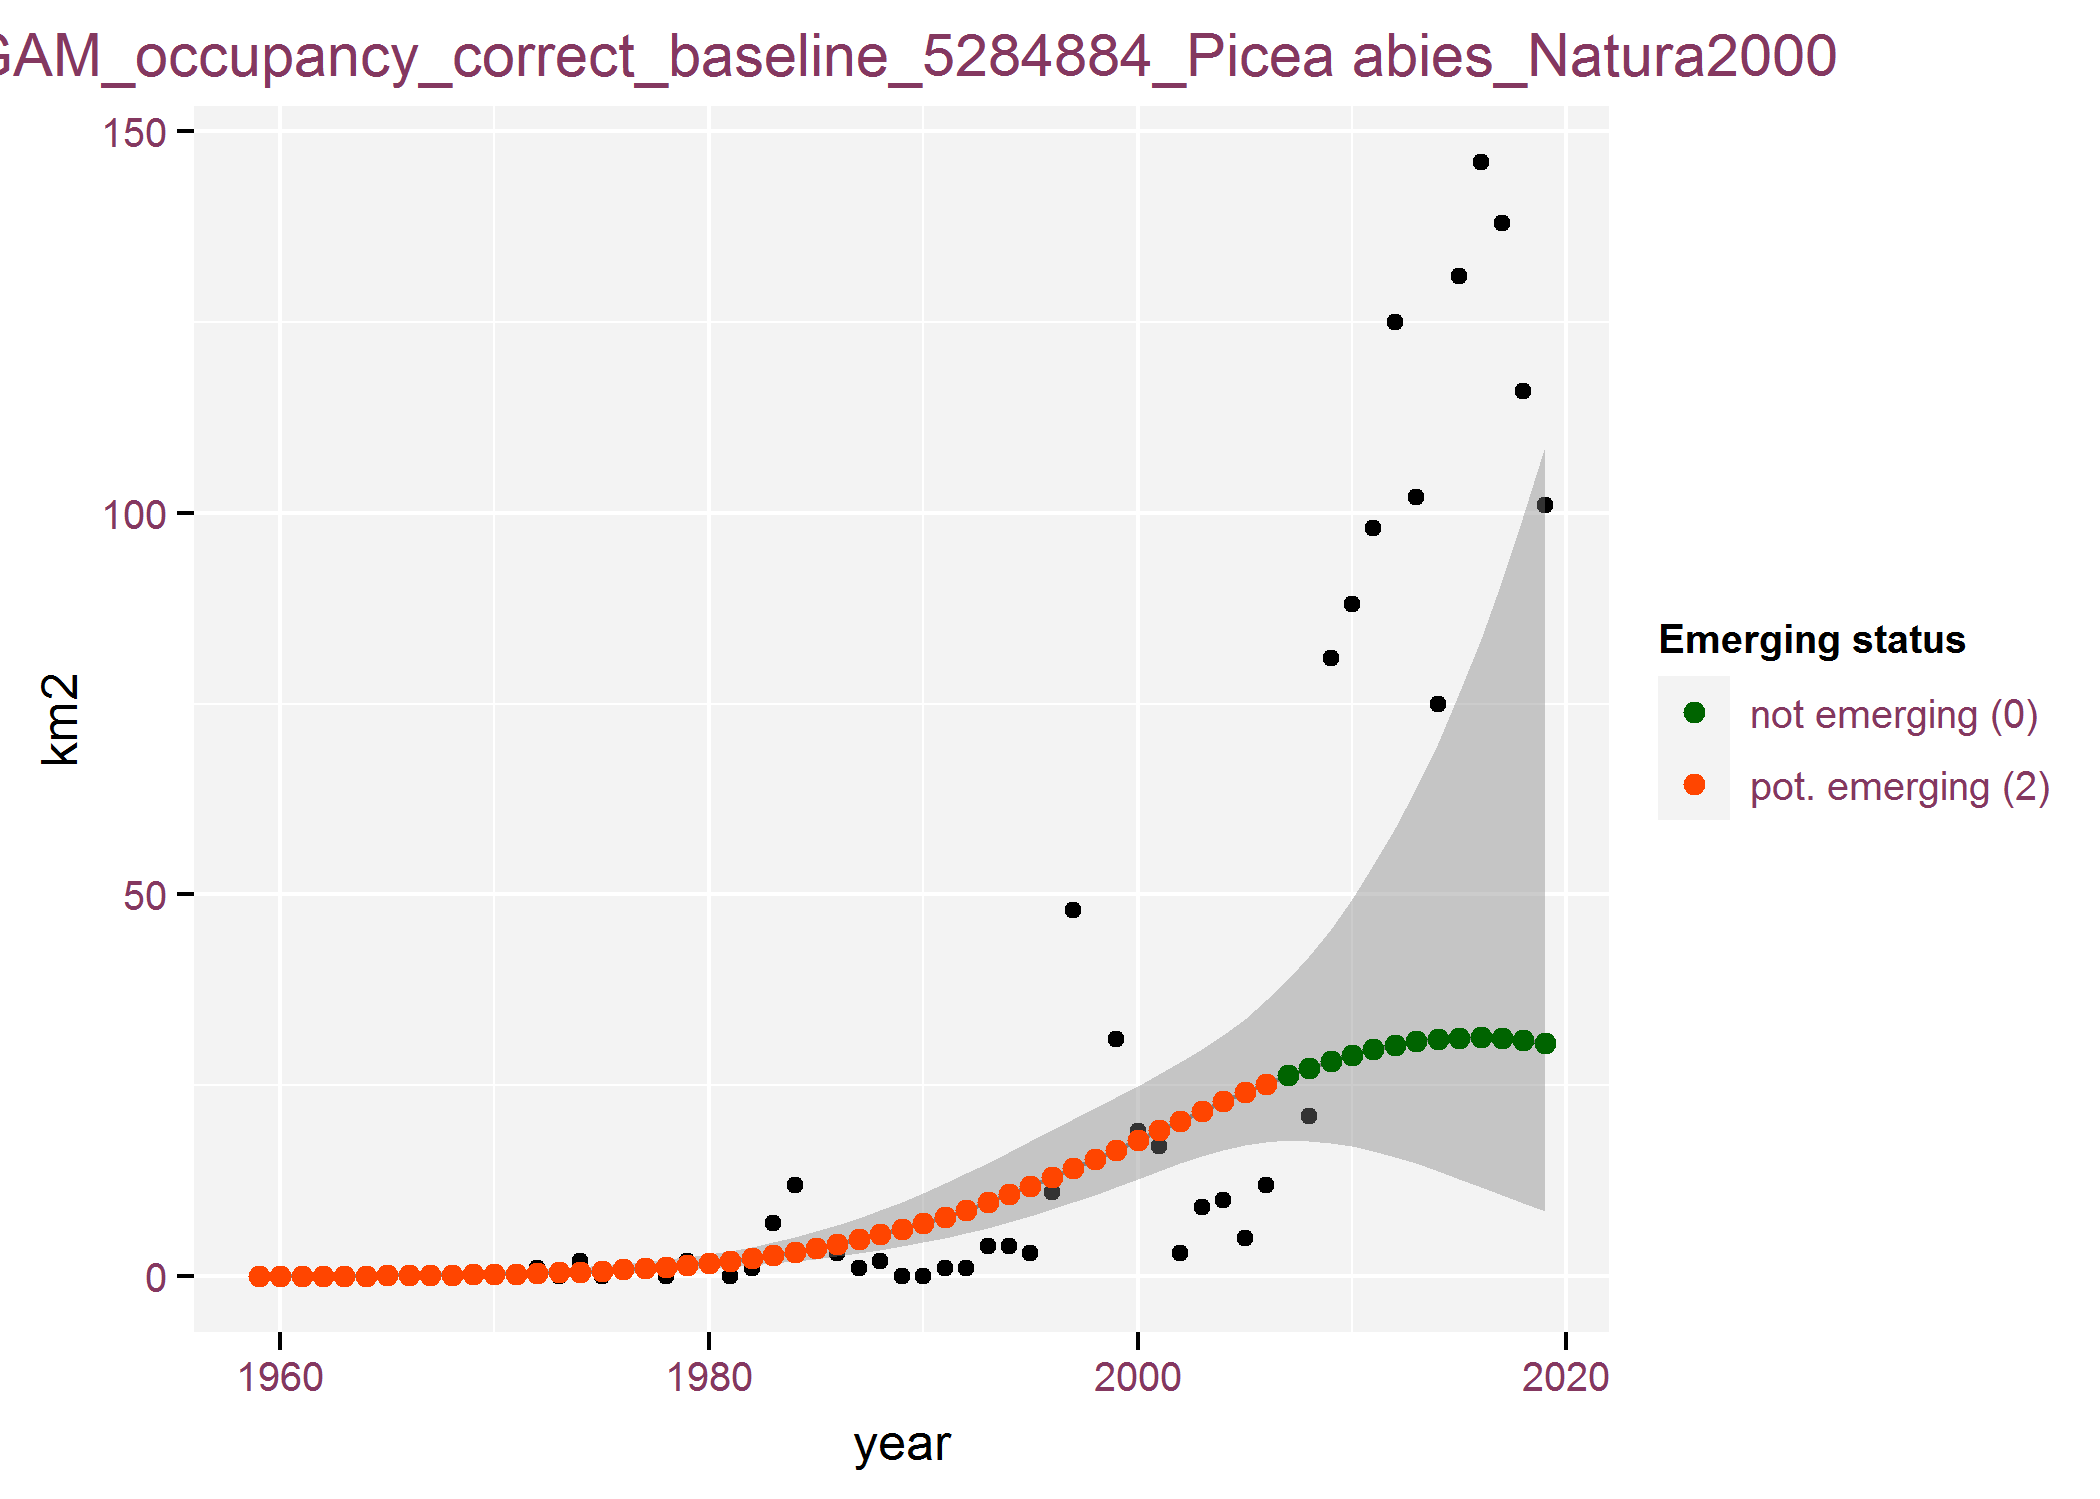 GAM_occupancy_correct_baseline_5284884_Picea abies_Natura2000
150
100
50
0
km2
1960
1980
2000
2020
year
Emerging status
not emerging (0)
pot. emerging (2)